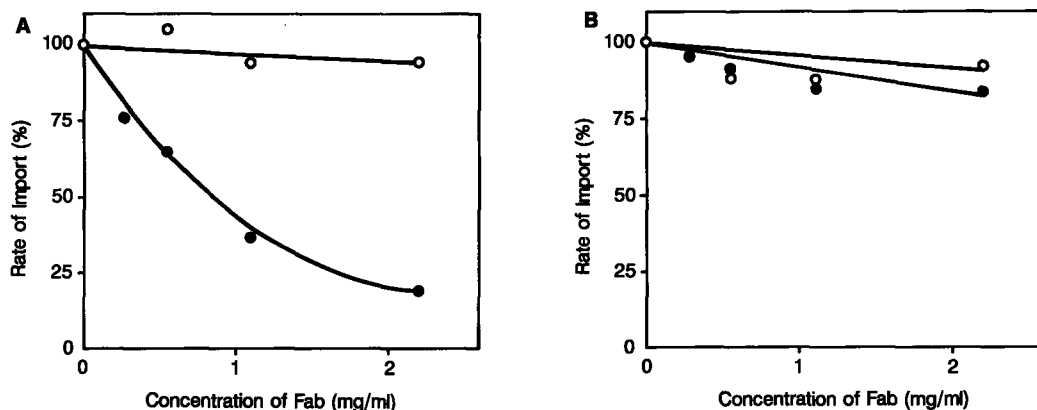 A
100
75
50
25
0
Rate of Import (%)
0 1 2
Concentration of Fab (mg/ml)
B
100
75
50
25
0
Rate of Import (%)
0 1 2
Concentration of Fab (mg/ml)